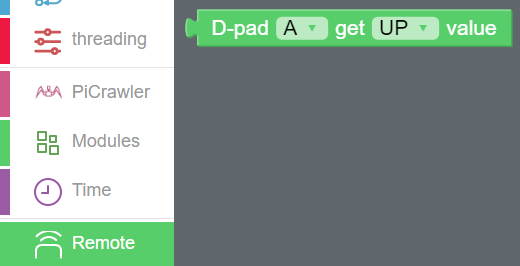 D-pad A get UP value
threading
PiCrawler
Modules
Time
Remote